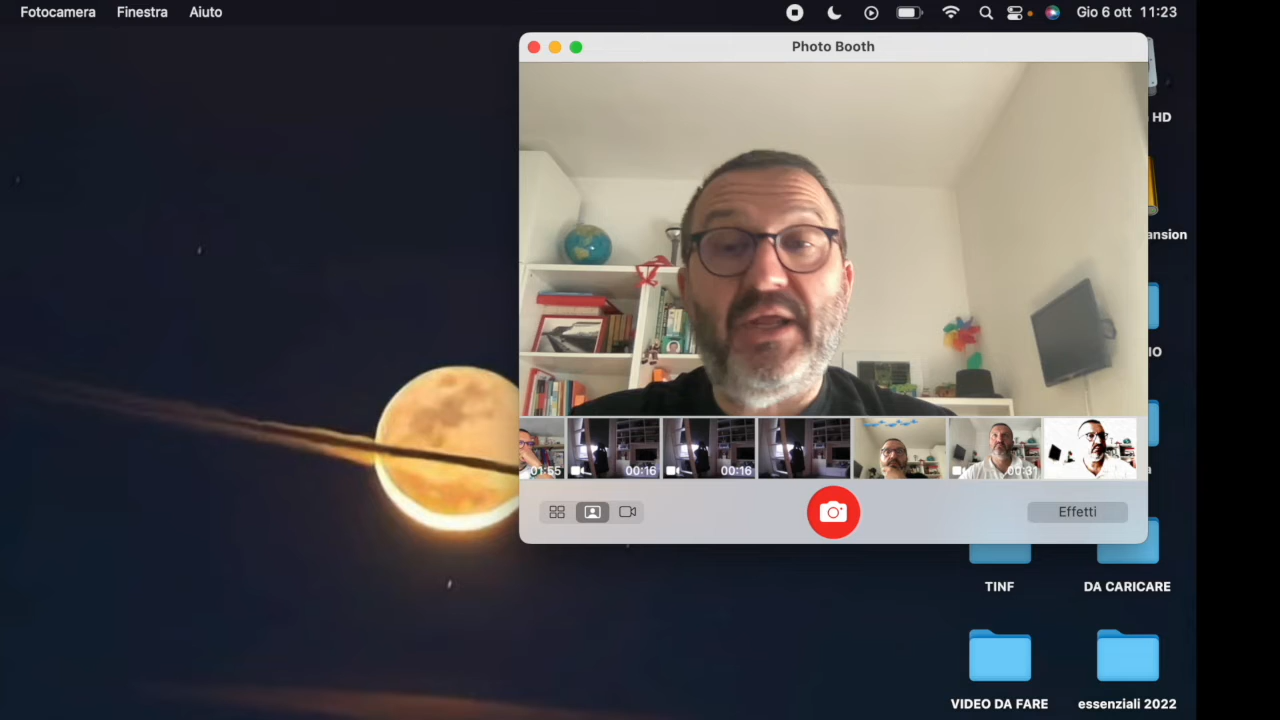 Fotocamera Finestra Aiuto Gio 6 ott 11:23
Photo Booth
HD
ansion
IO
01:55 00:16 00:16 00:31
Effetti
a
TINF DA CARICARE
VIDEO DA FARE essenziali 2022